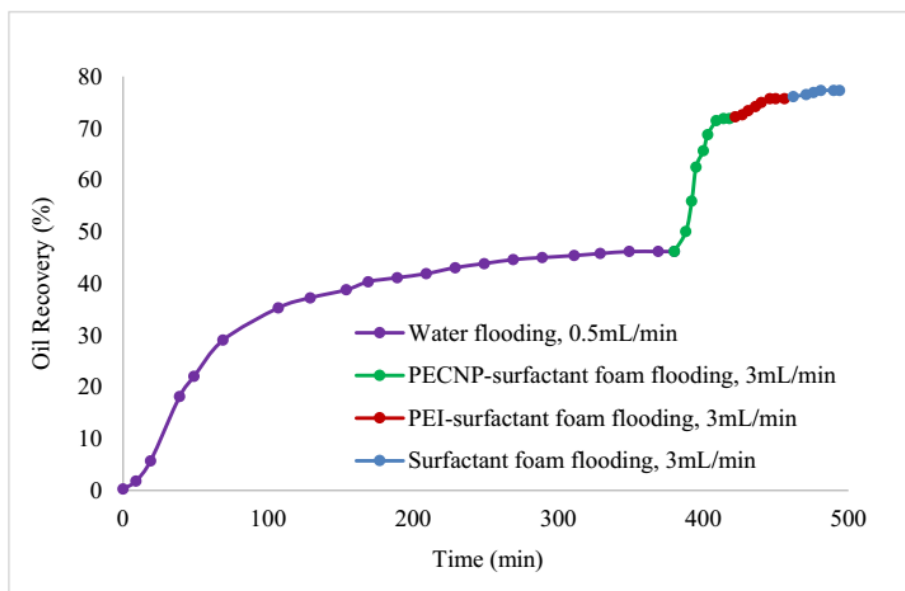 80
70
60
50
40
30
20
10
0
Oil Recovery (%)
Water flooding, 0.5mL/min
PECNP-surfactant foam flooding, 3mL/min
PEI-surfactant foam flooding, 3mL/min
Surfactant foam flooding, 3mL/min
0 100 200 300 400 500
Time (min)